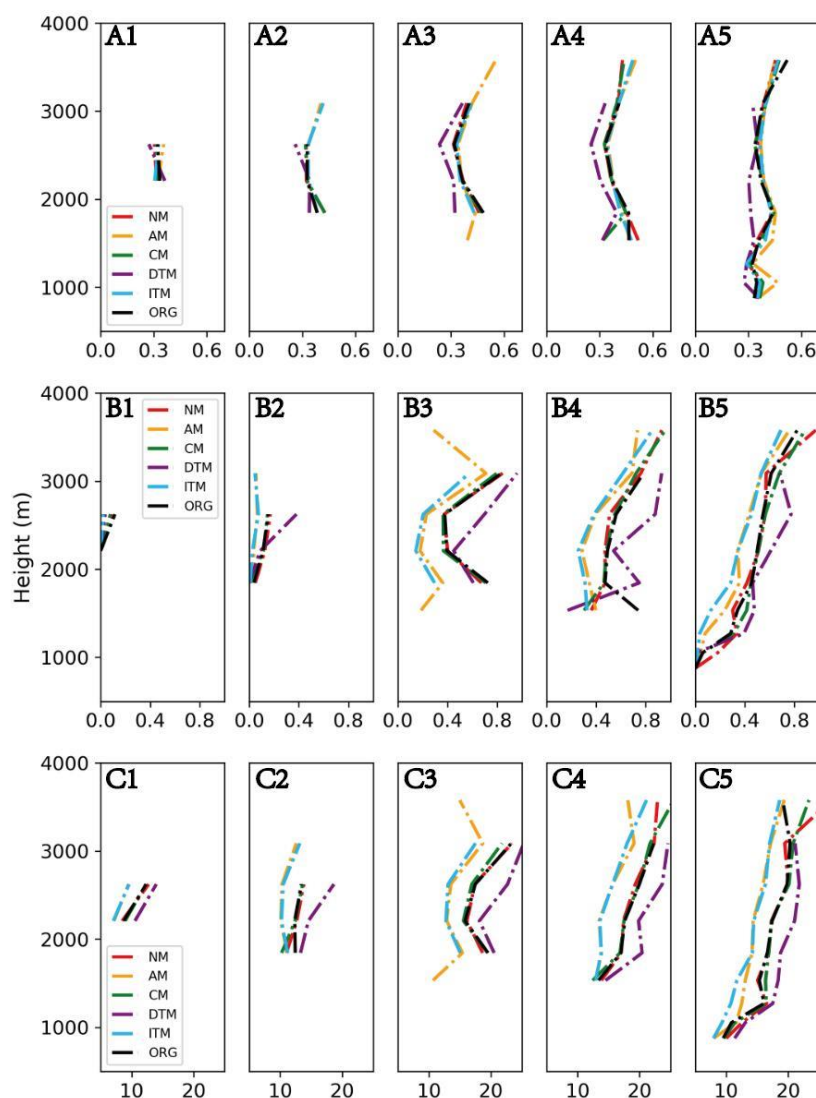 4000
A1 A2 A3 A4 A5
3000
2000
NM
AM
CM
DTM
ITM
ORG
1000
0.0 0.3 0.6 0.0 0.3 0.6 0.0 0.3 0.6 0.0 0.3 0.6 0.0 0.3 0.6
4000
B1 B2 B3 B4 B5
NM
AM
CM
DTM
ITM
ORG
3000
Height (m)
2000
1000
0.0 0.4 0.8 0.0 0.4 0.8 0.0 0.4 0.8 0.0 0.4 0.8 0.0 0.4 0.8
4000
C1 C2 C3 C4 C5
3000
2000
NM
AM
CM
DTM
ITM
ORG
1000
10 20 10 20 10 20 10 20 10 20